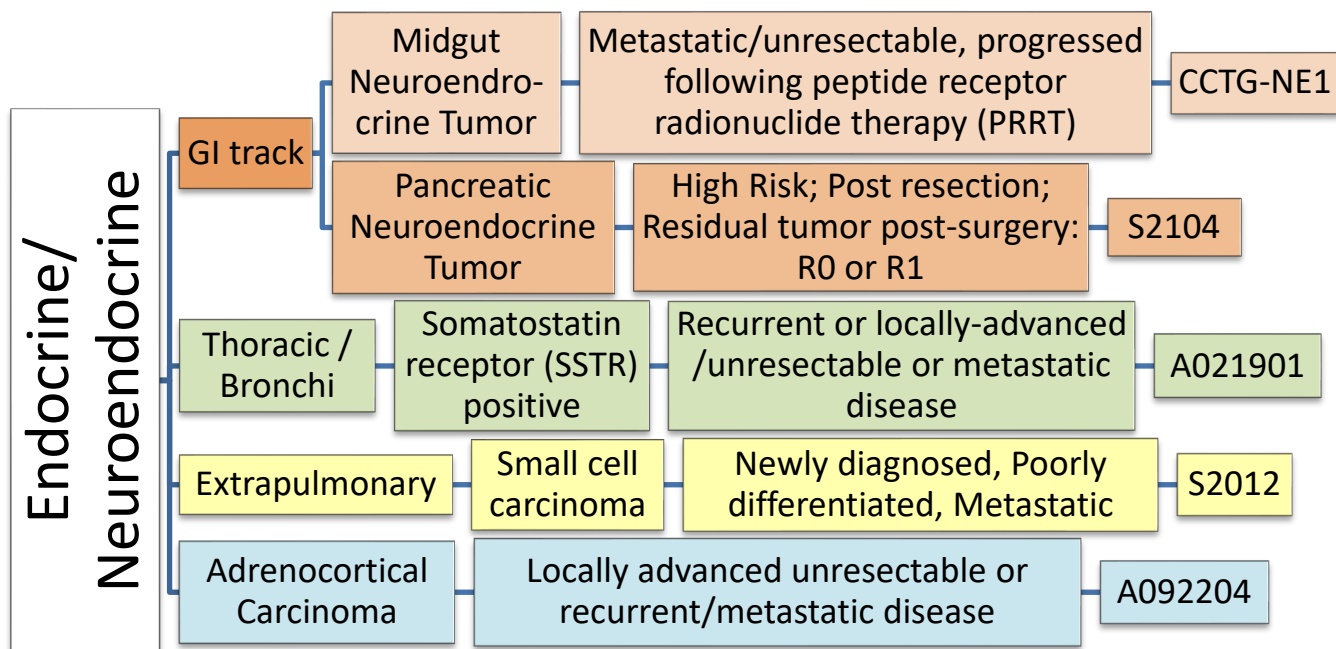 Endocrine/
Neuroendocrine
GI track
Midgut
Neuroendro-
crine Tumor
Metastatic/unresectable, progressed
following peptide receptor
radionuclide therapy (PRRT)
CCTG-NE1
Pancreatic
Neuroendocrine
Tumor
High Risk; Post resection;
Residual tumor post-surgery:
R0 or R1
S2104
Thoracic /
Bronchi
Somatostatin
receptor (SSTR)
positive
Recurrent or locally-advanced
/unresectable or metastatic
disease
A021901
Extrapulmonary
Small cell
carcinoma
Newly diagnosed, Poorly
differentiated, Metastatic
S2012
Adrenocortical
Carcinoma
Locally advanced unresectable or
recurrent/metastatic disease
A092204